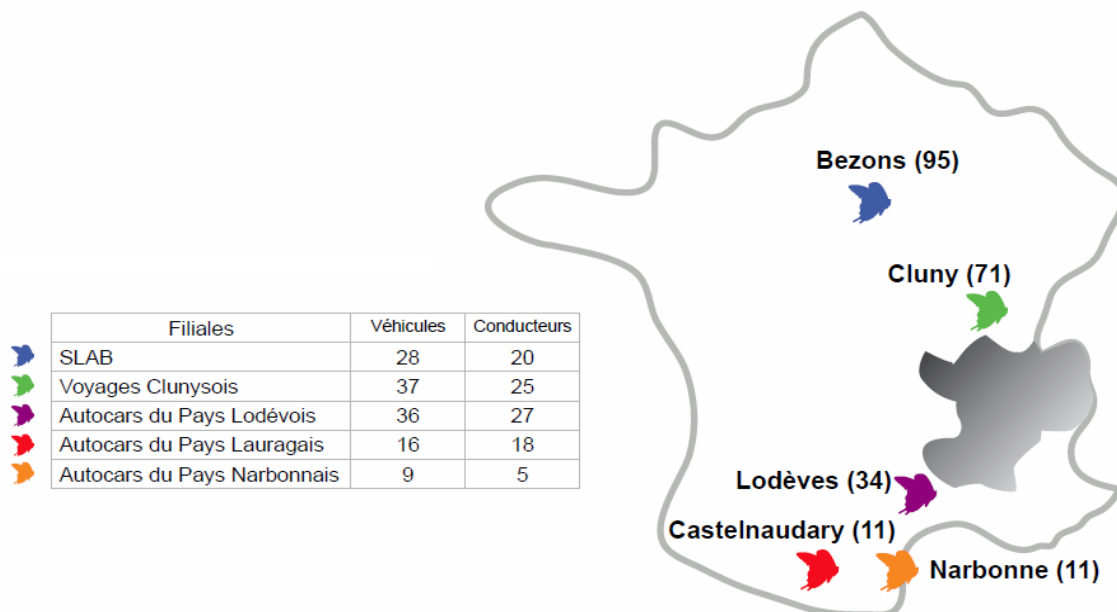 Bezons (95)
Cluny (71)
Filiales Véhicules Conducteurs
SLAB 28 20
Voyages Clunysois 37 25
Autocars du Pays Lodévois 36 27
Autocars du Pays Lauragais 16 18
Autocars du Pays Narbonnais 9 5
Lodèves (34)
Castelnaudary (11)
Narbonne (11)